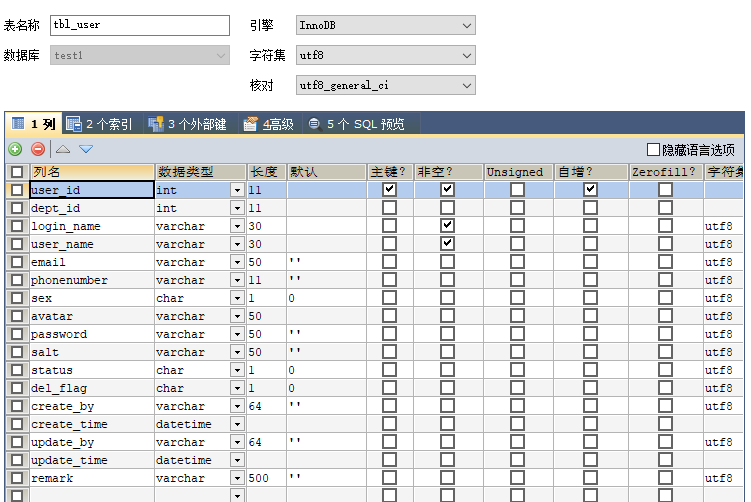 表名称 tbl_user 引擎 InnoDB
数据库 test1 字符集 utf8
核对 utf8_general_ci
1 列 2 个索引 3 个外部键 4高级 5 个 SQL 预览
隐藏语言选项
列名 数据类型 长度 默认 主键? 非空? Unsigned 自增? Zerofill? 字符集
user_id int 11
dept_id int 11
login_name varchar 30 utf8
user_name varchar 30 utf8
email varchar 50 '' utf8
phonenumber varchar 11 '' utf8
sex char 1 0 utf8
avatar varchar 50 utf8
password varchar 50 '' utf8
salt varchar 50 '' utf8
status char 1 0 utf8
del_flag char 1 0 utf8
create_by varchar 64 '' utf8
create_time datetime
update_by varchar 64 '' utf8
update_time datetime
remark varchar 500 '' utf8